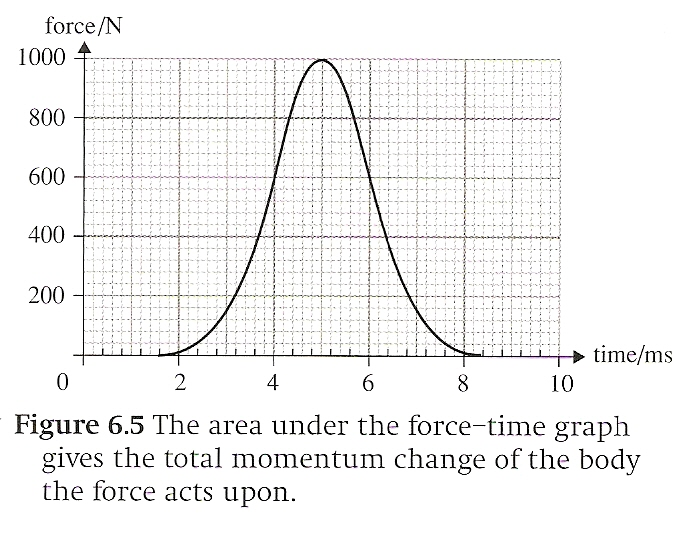 force/N
1000
800
600
400
200
0
2
4
6
8
10
time/ms
Figure 6.5 The area under the force–time graph
gives the total momentum change of the body
the force acts upon.